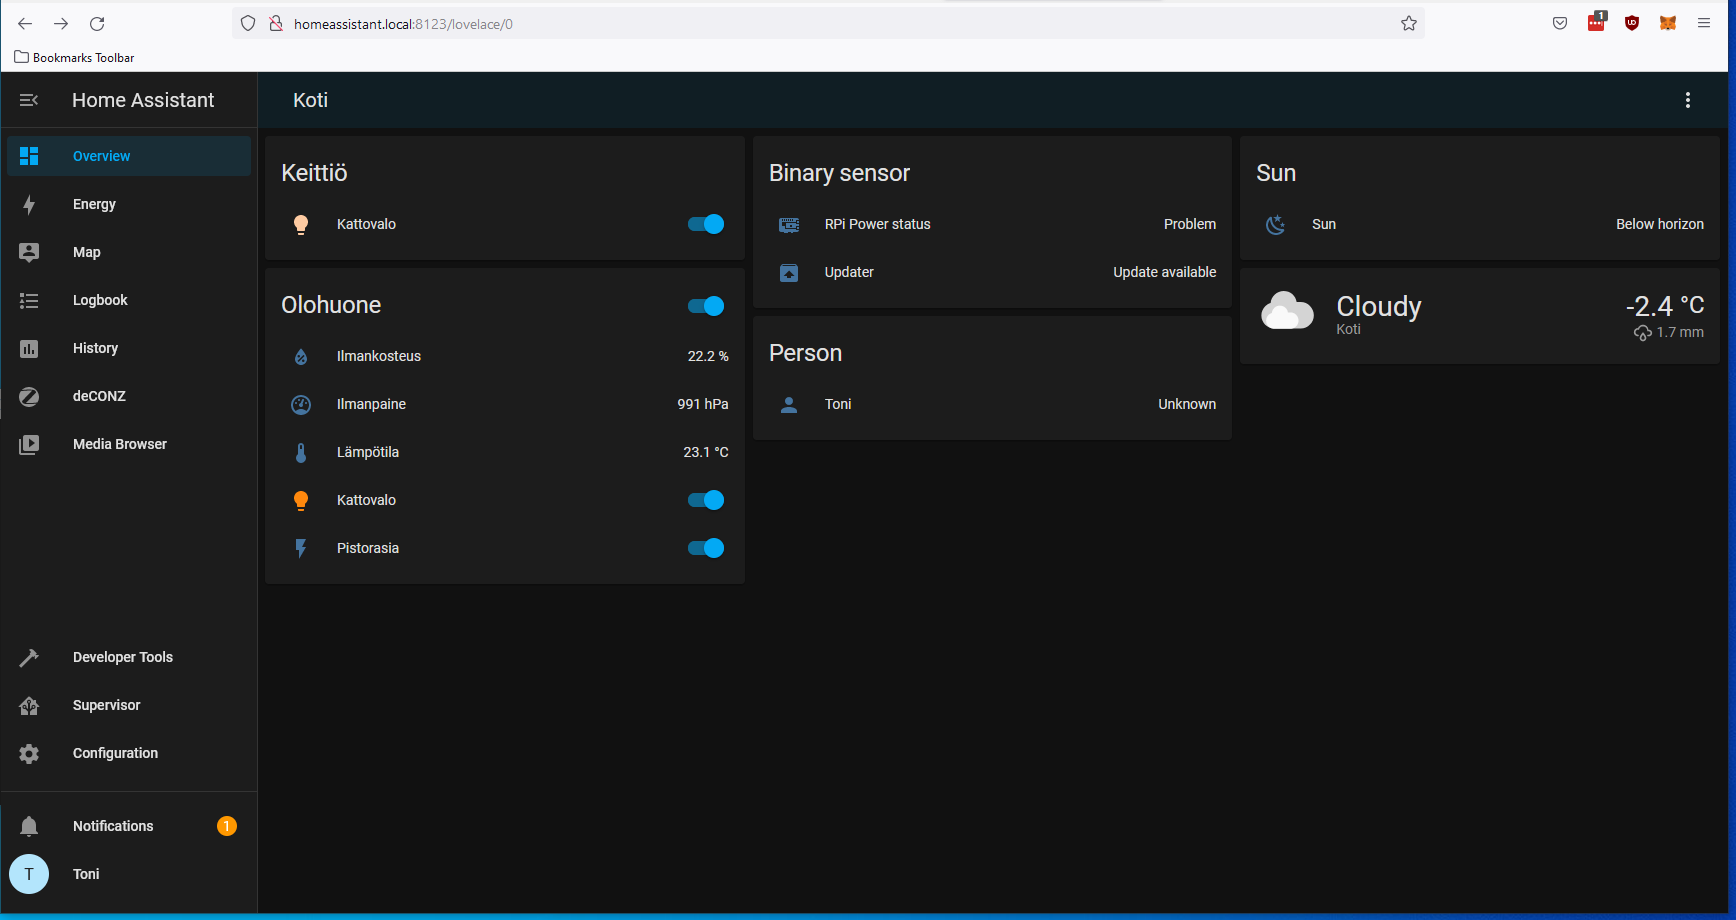 homeassistant.local:8123/lovelace/0
1
Bookmarks Toolbar
Home Assistant
Koti
Overview
Energy
Map
Logbook
History
deCONZ
Media Browser
Developer Tools
Supervisor
Configuration
Notifications 1
T Toni
Keittiö
Kattovalo
Olohuone
Ilmankosteus 22.2 %
Ilmanpaine 991 hPa
Lämpötila 23.1 °C
Kattovalo
Pistorasia
Binary sensor
RPi Power status Problem
Updater Update available
Person
Toni Unknown
Sun
Sun Below horizon
Cloudy -2.4 °C
Koti 1.7 mm